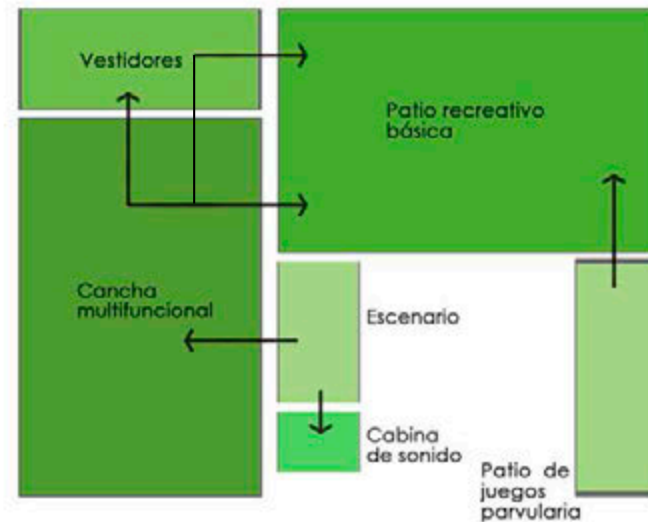 Vestidores
Patio recreativo
básica
Cancha
multifuncional
Escenario
Cabina
de sonido
Patio de
juegos
parvularia